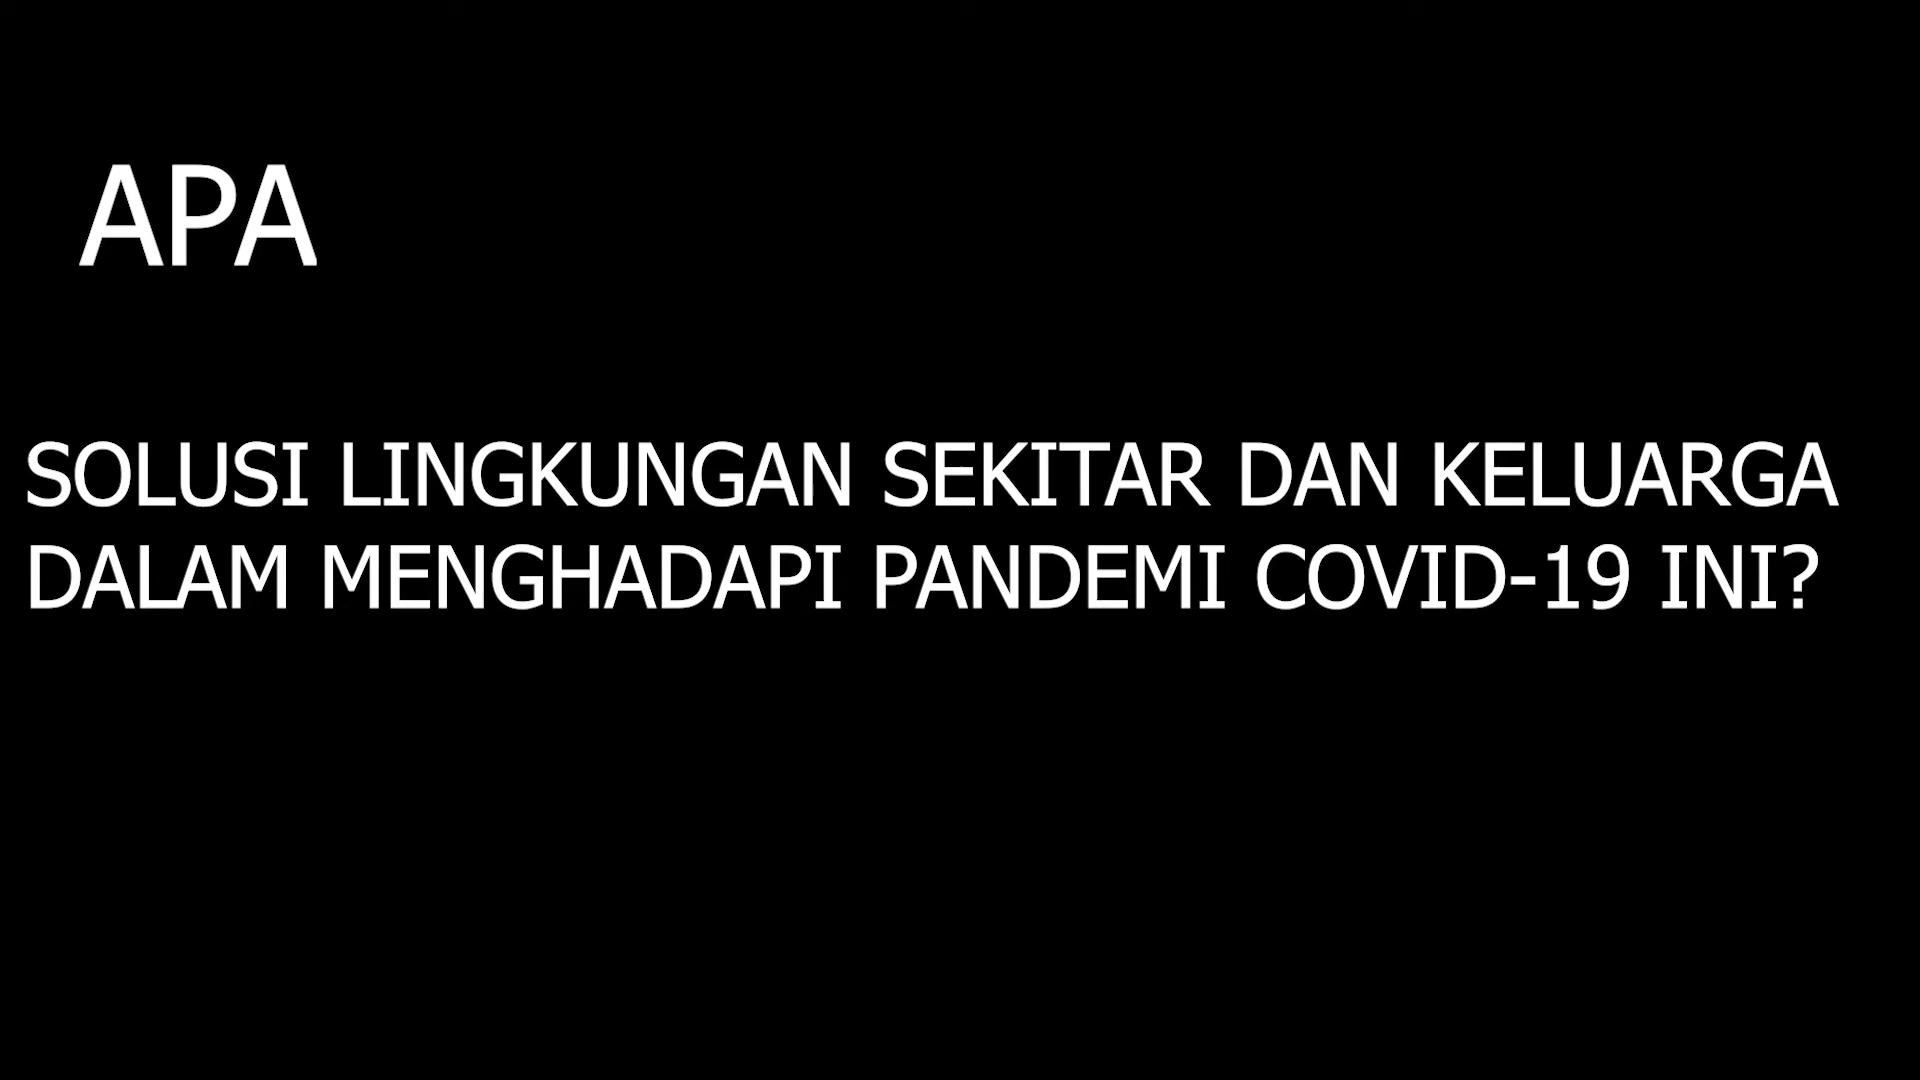 APA
SOLUSI LINGKUNGAN SEKITAR DAN KELUARGA
DALAM MENGHADAPI PANDEMI COVID-19 INI?